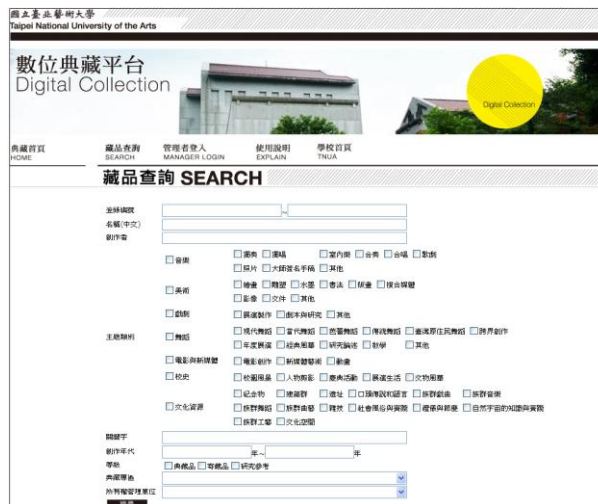 國立臺北藝術大學
Taipei National University of the Arts
數位典藏平台
Digital Collection
Digital Collection
典藏首頁 藏品查詢 管理者登入 使用說明 學校首頁
HOME SEARCH MANAGER LOGIN EXPLAIN TNUA
藏品查詢 SEARCH
登錄編號 ~
名稱(中文)
創作者
主題類別
音樂 獨奏 獨唱 室內樂 合奏 合唱 歌劇
照片 大師簽名手稿 其他
美術 繪畫 雕塑 水墨 書法 版畫 複合媒體
影像 文件 其他
戲劇 展演製作 劇本與研究 其他
舞蹈 現代舞蹈 當代舞蹈 芭蕾舞蹈 傳統舞蹈 臺灣原住民舞蹈 跨界創作
年度展演 經典風華 研究論述 教學 其他
電影與新媒體 電影創作 新媒體藝術 動畫
校史 校園風景 人物剪影 慶典活動 展演生活 文物風華
文化資源 紀念物 建築群 遺址 口頭傳說和語言 族群戲曲 族群音樂
族群舞蹈 族群曲藝 雜技 社會風俗與實踐 禮儀與節慶 自然宇宙的知識與實踐
族群工藝 文化空間
關鍵字
創作年代 年~ 年
等級 典藏品 寄藏品 研究參考
典藏專區
所有權管理單位